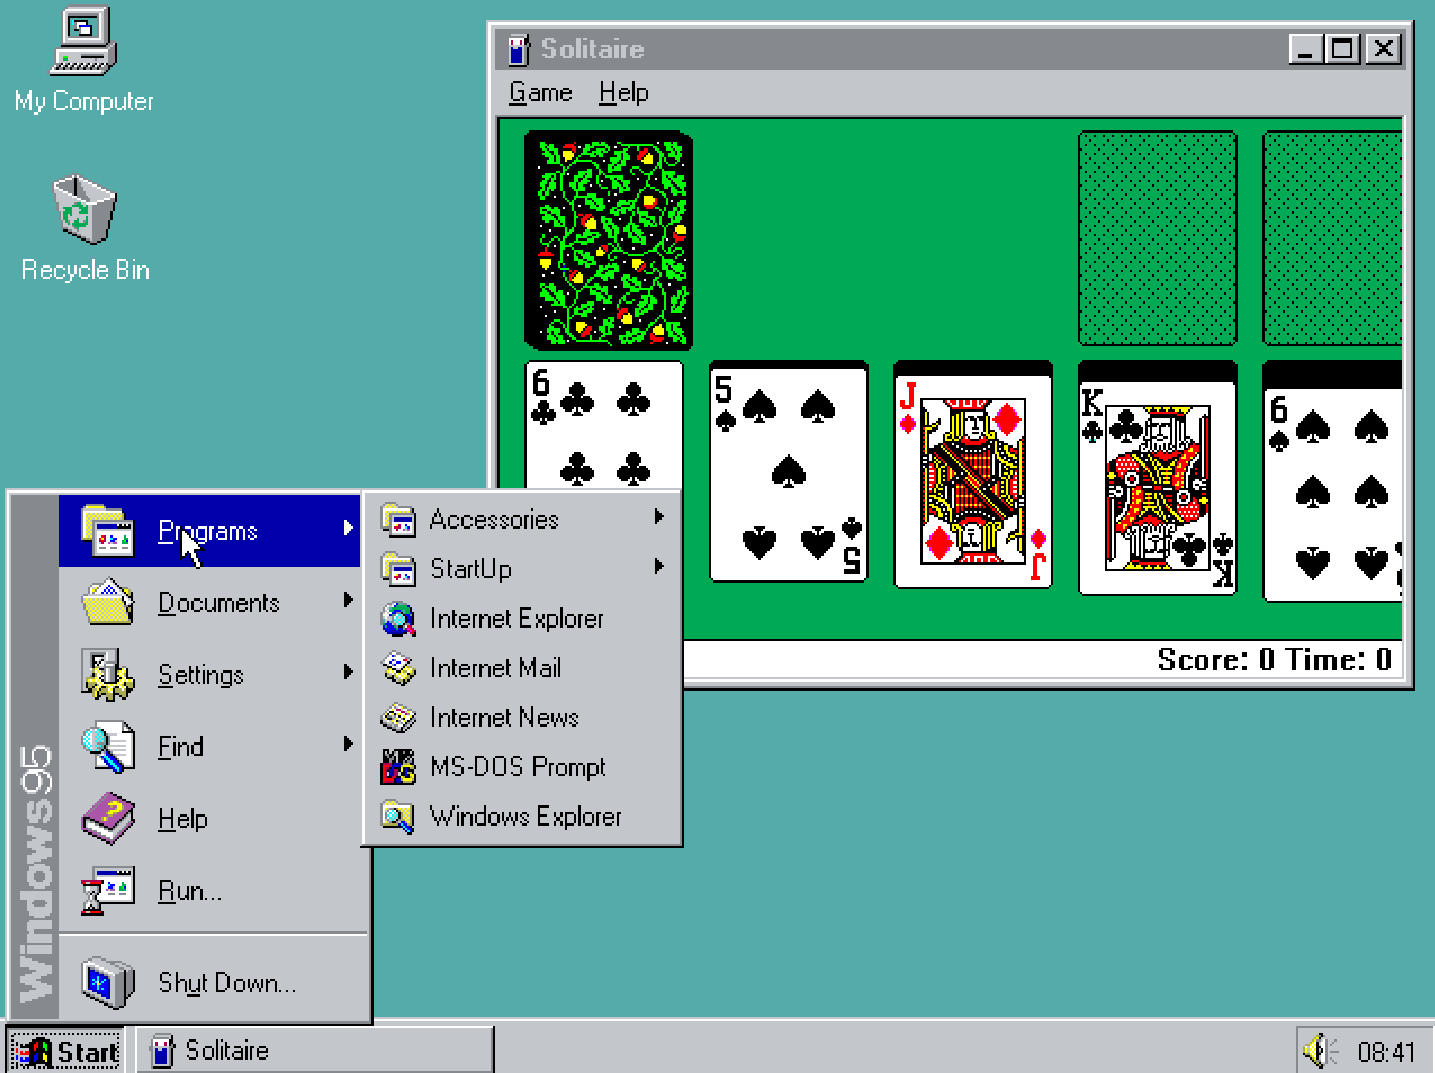 My Computer
Recycle Bin
Solitaire
Game Help
6
5
J
K
6
5
J
K
Score: 0 Time: 0
Programs
Documents
Settings
Find
Help
Run...
Shut Down...
Windows95
Accessories
StartUp
Internet Explorer
Internet Mail
Internet News
MS-DOS Prompt
Windows Explorer
Start
Solitaire
08:41